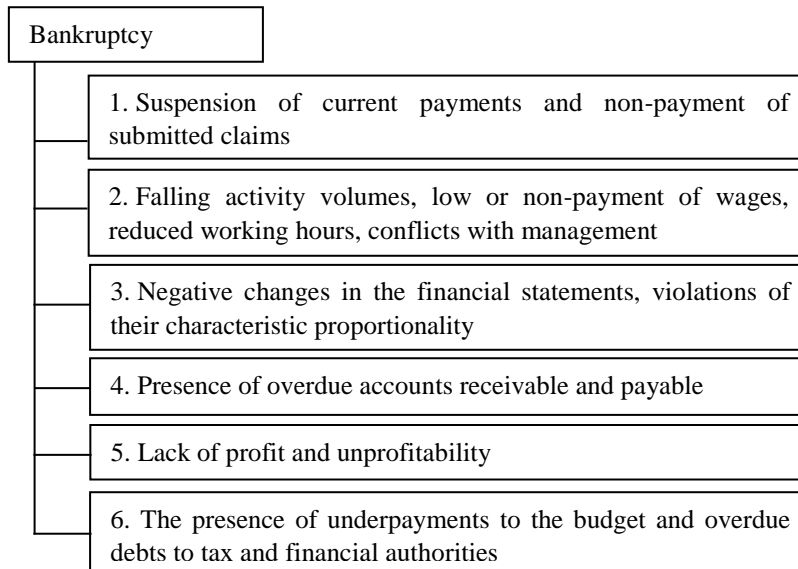 Bankruptcy
1. Suspension of current payments and non-payment of
submitted claims
2. Falling activity volumes, low or non-payment of wages,
reduced working hours, conflicts with management
3. Negative changes in the financial statements, violations of
their characteristic proportionality
4. Presence of overdue accounts receivable and payable
5. Lack of profit and unprofitability
6. The presence of underpayments to the budget and overdue
debts to tax and financial authorities